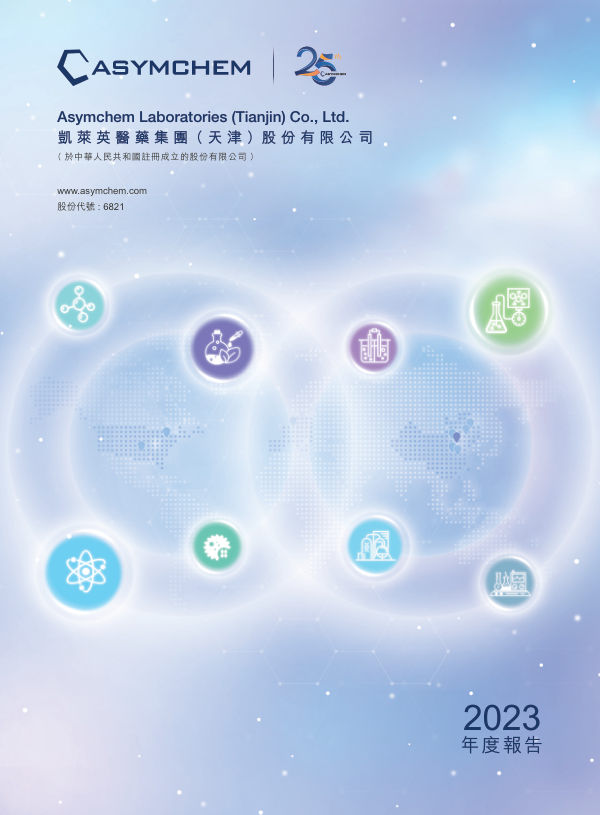 ASYMCHEM
25th
ASYMCHEM
Asymchem Laboratories (Tianjin) Co., Ltd.
凱萊英醫藥集團（天津）股份有限公司
（於中華人民共和國註冊成立的股份有限公司）
www.asymchem.com
股份代號 : 6821
2023
年度報告